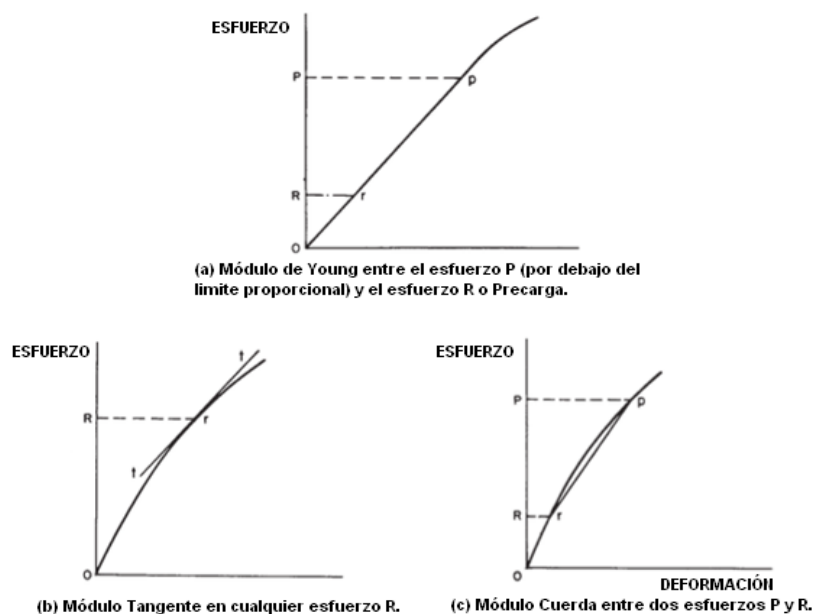 ESFUERZO
P
p
R
r
O
(a) Módulo de Young entre el esfuerzo P (por debajo del
limite proporcional) y el esfuerzo R o Precarga.
ESFUERZO
t
R
r
t
O
(b) Módulo Tangente en cualquier esfuerzo R.
ESFUERZO
P
p
R
r
O
DEFORMACIÓN
(c) Módulo Cuerda entre dos esfuerzos P y R.